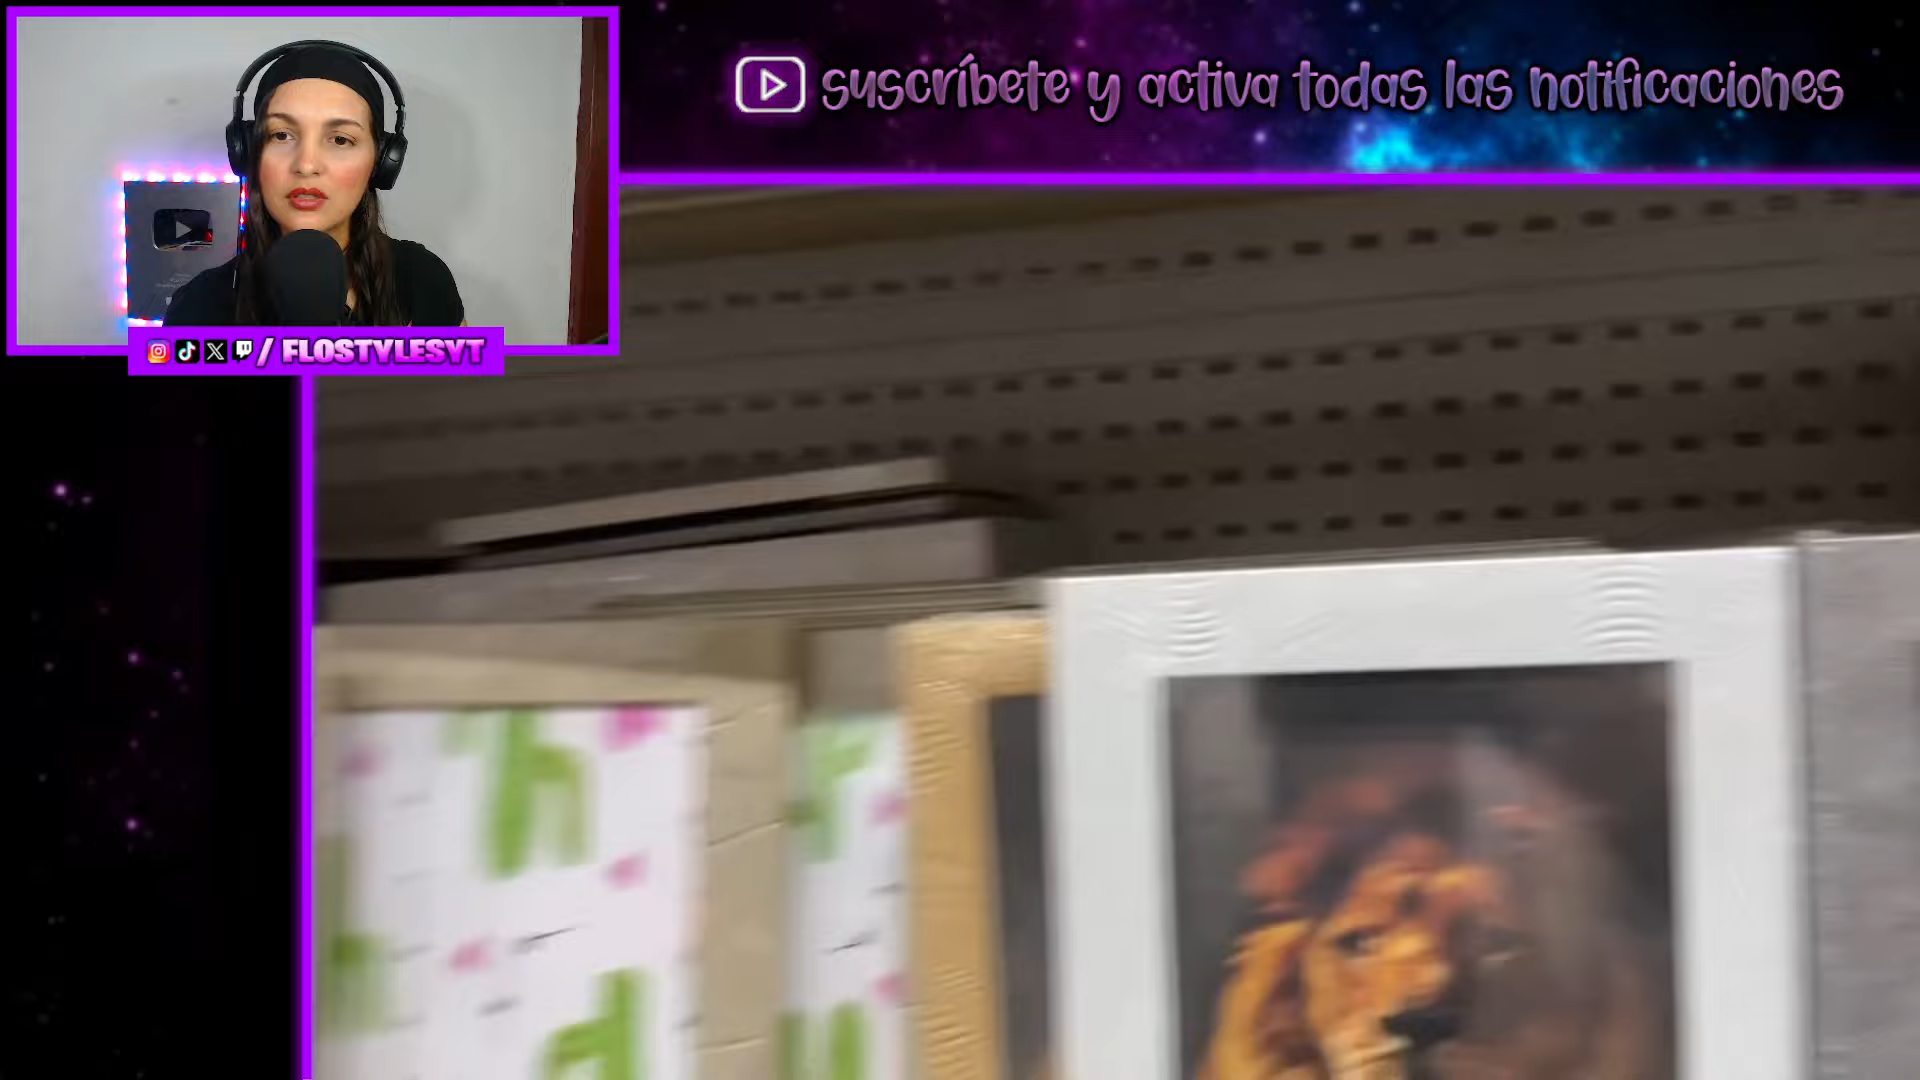 suscríbete y activa todas las notificaciones
/ FLOSTYLESYT